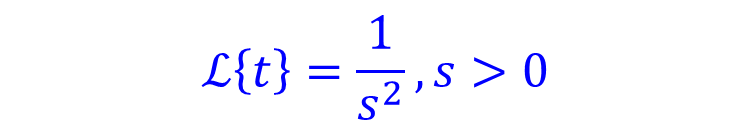 ℒ{t} = 1/s², s > 0